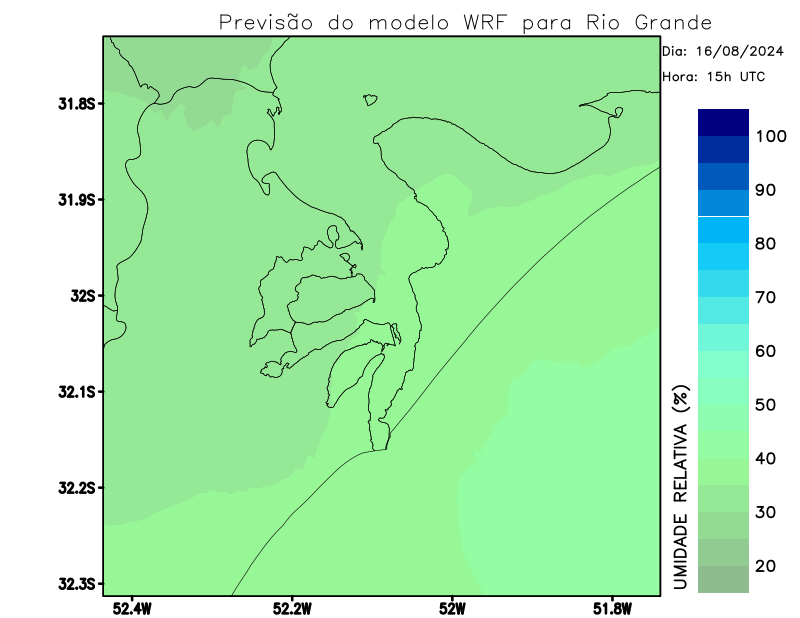 Previsão do modelo WRF para Rio Grande
Dia: 16/08/2024
Hora: 15h UTC
31.8S
31.9S
32S
32.1S
32.2S
32.3S
52.4W
52.2W
52W
51.8W
100
90
80
70
60
50
40
30
20
UMIDADE RELATIVA (%)